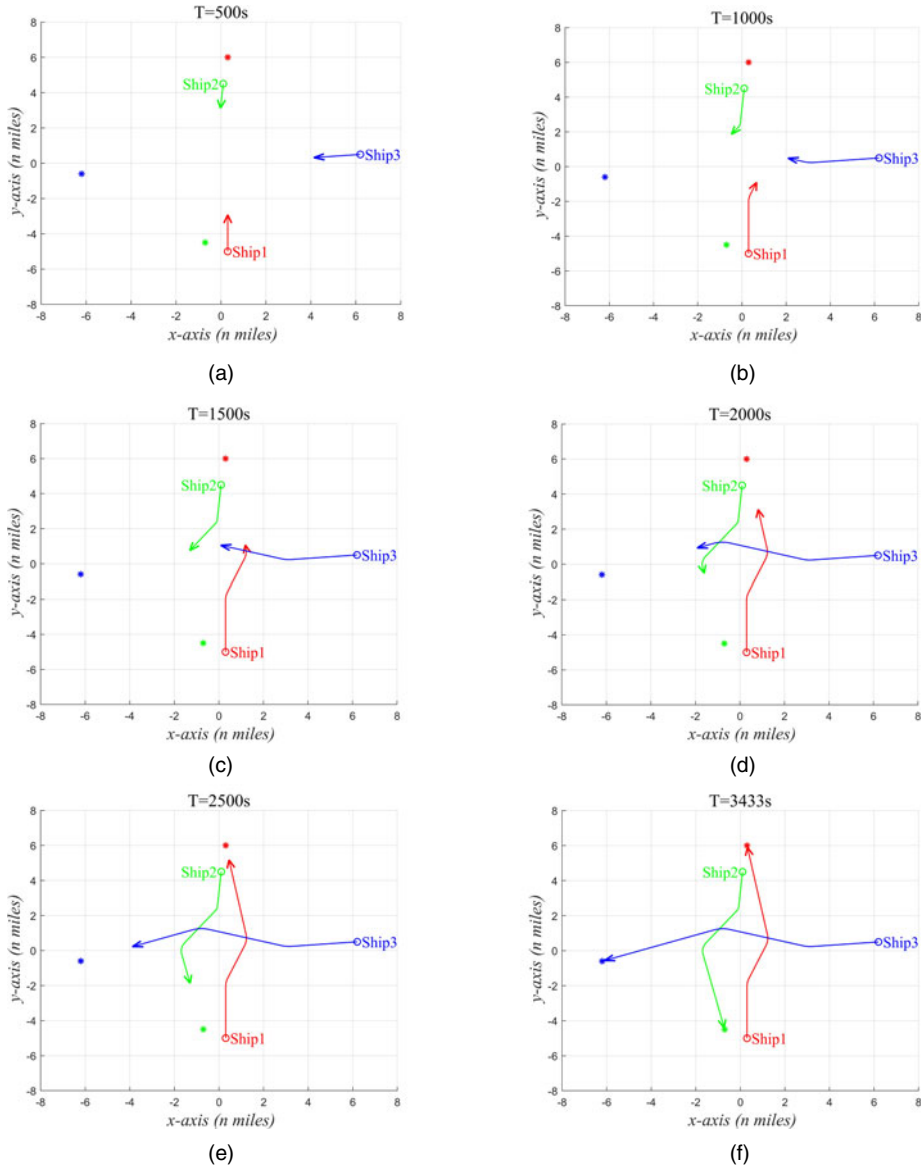 T=500s
T=1000s
8
6
4
2
0
-2
-4
-6
-8
y-axis (n miles)
Ship2
Ship3
Ship1
-8 -6 -4 -2 0 2 4 6 8
x-axis (n miles)
8
6
4
2
0
-2
-4
-6
-8
y-axis (n miles)
Ship2
Ship3
Ship1
-8 -6 -4 -2 0 2 4 6 8
x-axis (n miles)
(a)
(b)
T=1500s
T=2000s
8
6
4
2
0
-2
-4
-6
-8
y-axis (n miles)
Ship2
Ship3
Ship1
-8 -6 -4 -2 0 2 4 6 8
x-axis (n miles)
8
6
4
2
0
-2
-4
-6
-8
y-axis (n miles)
Ship2
Ship3
Ship1
-8 -6 -4 -2 0 2 4 6 8
x-axis (n miles)
(c)
(d)
T=2500s
T=3433s
8
6
4
2
0
-2
-4
-6
-8
y-axis (n miles)
Ship2
Ship3
Ship1
-8 -6 -4 -2 0 2 4 6 8
x-axis (n miles)
8
6
4
2
0
-2
-4
-6
-8
y-axis (n miles)
Ship2
Ship3
Ship1
-8 -6 -4 -2 0 2 4 6 8
x-axis (n miles)
(e)
(f)